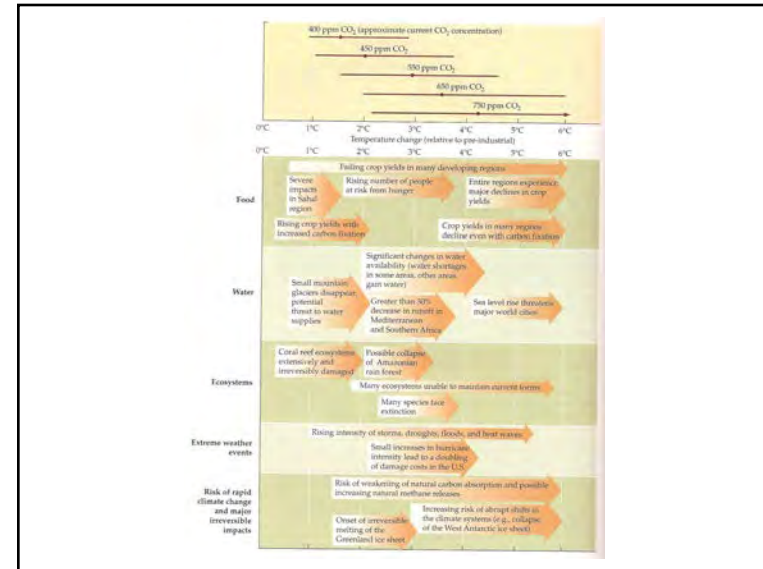 400 ppm CO₂ (approximate current CO₂ concentration)
450 ppm CO₂
550 ppm CO₂
650 ppm CO₂
750 ppm CO₂
0°C 1°C 2°C 3°C 4°C 5°C 6°C
Temperature change (relative to pre-industrial)
0°C 1°C 2°C 3°C 4°C 5°C 6°C
Food
Failing crop yields in many developing regions
Severe
impacts
in Sahal
region
Rising number of people
at risk from hunger
Entire regions experience
major declines in crop
yields
Rising crop yields with
increased carbon fixation
Crop yields in many regions
decline even with carbon fixation
Water
Significant changes in water
availability (water shortages
in some areas, other areas
gain water)
Small mountain
glaciers disappear,
potential
threat to water
supplies
Greater than 30%
decrease in runoff in
Mediterranean
and Southern Africa
Sea level rise threatens
major world cities
Ecosystems
Coral reef ecosystems
extensively and
irreversibly damaged
Possible collapse
of Amazonian
rain forest
Many ecosystems unable to maintain current forms
Many species face
extinction
Extreme weather
events
Rising intensity of storms, droughts, floods, and heat waves
Small increases in hurricane
intensity lead to a doubling
of damage costs in the U.S.
Risk of rapid
climate change
and major
irreversible
impacts
Risk of weakening of natural carbon absorption and possible
increasing natural methane releases
Onset of irreversible
melting of the
Greenland ice sheet
Increasing risk of abrupt shifts in
the climate systems (e.g., collapse
of the West Antarctic ice sheet)